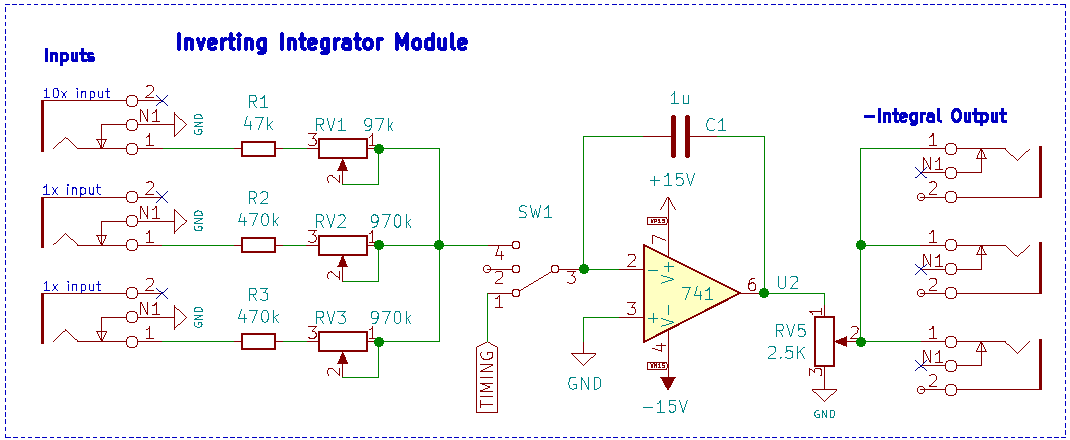 Inverting Integrator Module
Inputs
10x input
2
N1
GND
1
R1
47k
3
RV1
97k
1
2
1x input
2
N1
GND
1
R2
470k
3
RV2
970k
1
2
1x input
2
N1
GND
1
R3
470k
3
RV3
970k
1
2
SW1
4
2
1
3
TIMING
1u
C1
+15V
VP15
7
V+
2
-
741
6
U2
3
+
V-
4
VM15
-15V
GND
RV5
2.5K
1
2
3
GND
-Integral Output
1
N1
2
1
N1
2
1
N1
2